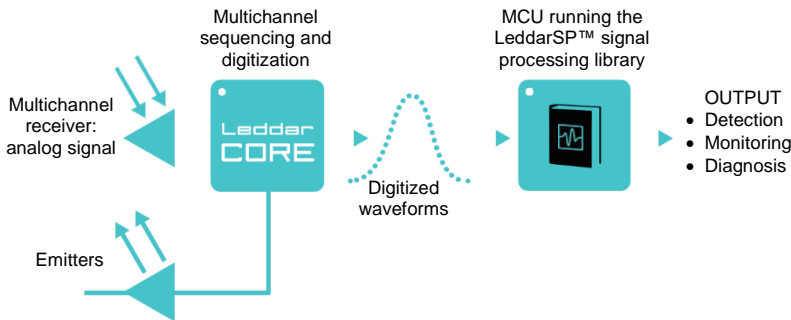 Multichannel
sequencing and
digitization
MCU running the
LeddarSP™ signal
processing library
Multichannel
receiver:
analog signal
Leddar
CORE
Digitized
waveforms
OUTPUT
• Detection
• Monitoring
• Diagnosis
Emitters